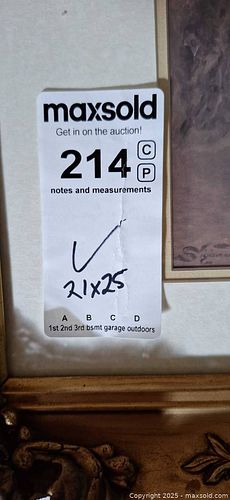 maxsold
Get in on the auction!
214 C
P
notes and measurements
21x25
A B C D
1st 2nd 3rd bsmt garage outdoors
Copyright © 2025 - maxsold.com